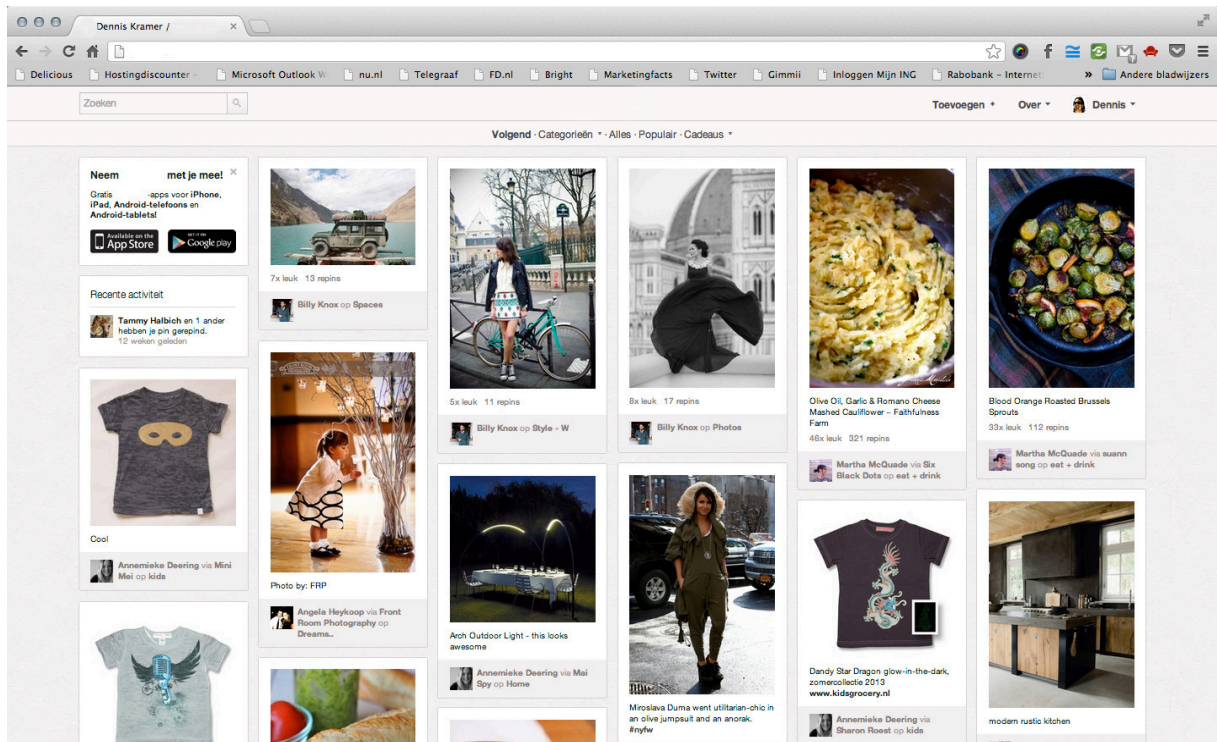 Dennis Kramer /
Delicious
Hostingdiscounter –
Microsoft Outlook W
nu.nl
Telegraaf
FD.nl
Bright
Marketingfacts
Twitter
Gimmii
Inloggen Mijn ING
Rabobank – Internet
»
Andere bladwijzers
Zoeken
Toevoegen +
Over
Dennis
Volgend · Categorieën · Alles · Populair · Cadeaus
Neem met je mee!
Gratis -apps voor iPhone,
iPad, Android-telefoons en
Android-tablets!
Available on the
App Store
GET IT ON
Google play
Recente activiteit
Tammy Halbich en 1 ander
hebben je pin gerepind.
12 weken geleden
Cool
Annemieke Deering via Mini
Mei op kids
7x leuk 13 repins
Billy Knox op Spaces
Photo by: FRP
Angela Heykoop via Front
Room Photography op
Dreams..
5x leuk 11 repins
Billy Knox op Style - W
Arch Outdoor Light - this looks
awesome
Annemieke Deering via Mai
Spy op Home
8x leuk 17 repins
Billy Knox op Photos
Miroslava Duma went utilitarian-chic in
an olive jumpsuit and an anorak.
#nyfw
Olive Oil, Garlic & Romano Cheese
Mashed Cauliflower – Faithfulness
Farm
46x leuk 321 repins
Martha McQuade via Six
Black Dots op eat + drink
Dandy Star Dragon glow-in-the-dark,
zomercollectie 2013
www.kidsgrocery.nl
Annemieke Deering via
Sharon Roest op kids
Blood Orange Roasted Brussels
Sprouts
33x leuk 112 repins
Martha McQuade via suann
song op eat + drink
modern rustic kitchen